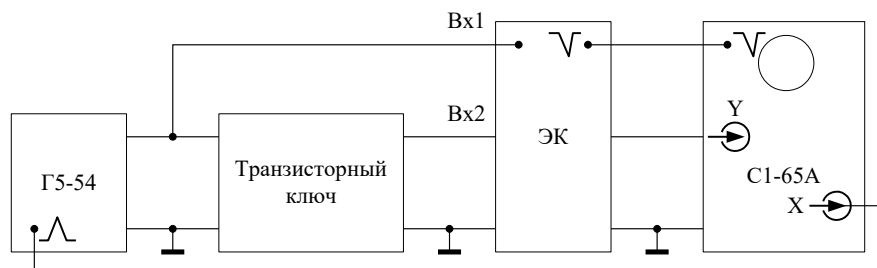 Вх1
Вх2
Г5-54
Транзисторный
ключ
ЭК
Y
С1-65А
X